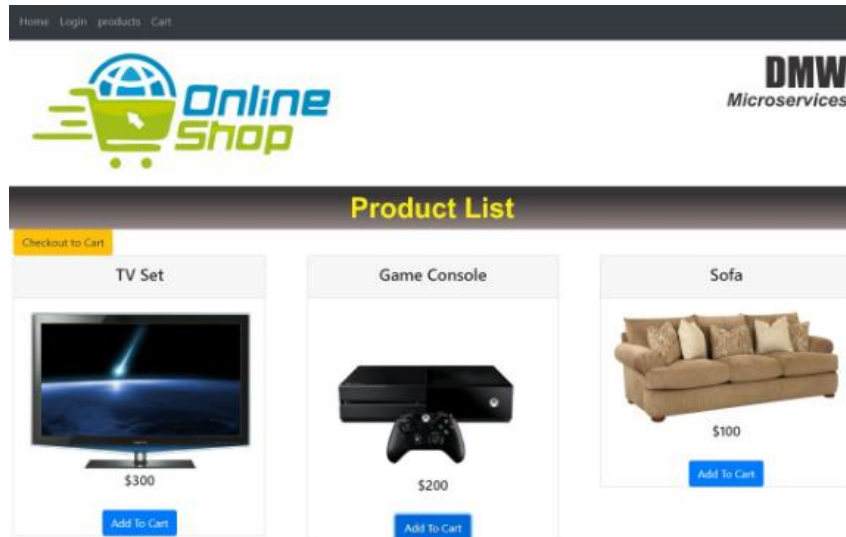 Home Login products Cart
Online
Shop
DMW
Microservices
Product List
Checkout to Cart
TV Set
Game Console
Sofa
$300
$200
$100
Add To Cart
Add To Cart
Add To Cart